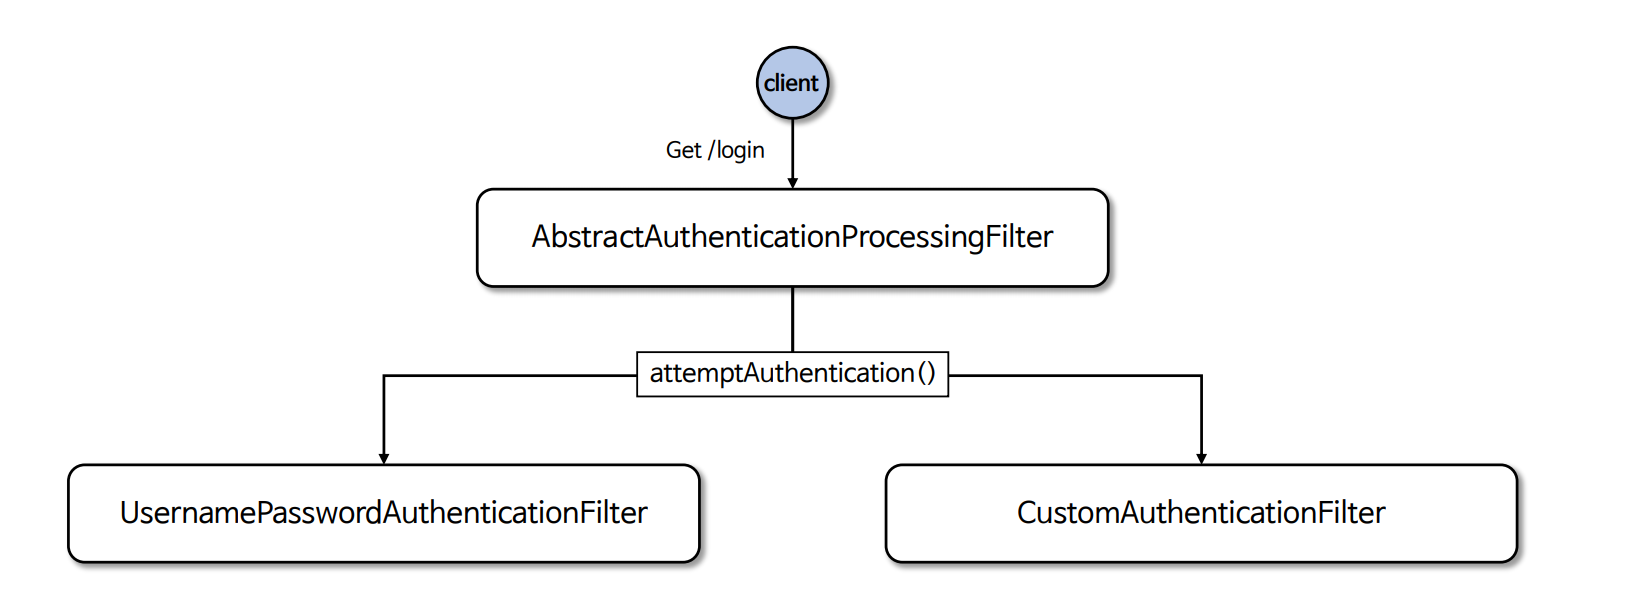 client
Get /login
AbstractAuthenticationProcessingFilter
attemptAuthentication()
UsernamePasswordAuthenticationFilter
CustomAuthenticationFilter